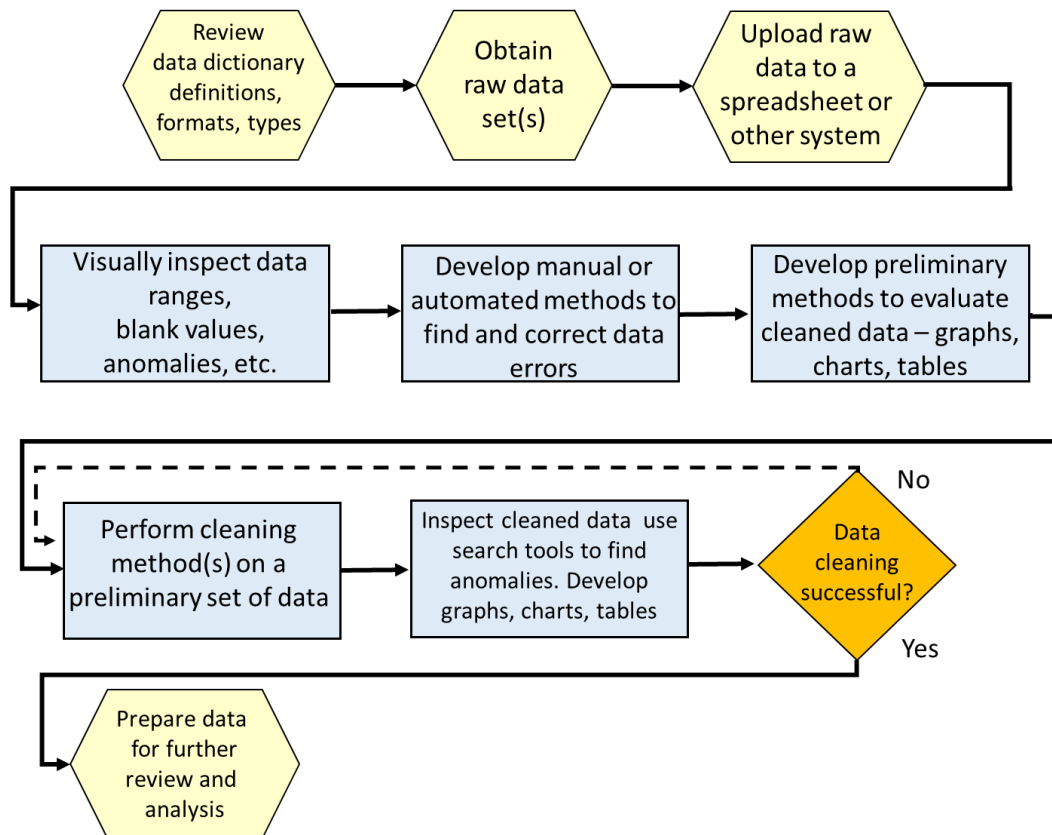 Review
data dictionary
definitions,
formats, types
Obtain
raw data
set(s)
Upload raw
data to a
spreadsheet or
other system
Visually inspect data
ranges,
blank values,
anomalies, etc.
Develop manual or
automated methods to
find and correct data
errors
Develop preliminary
methods to evaluate
cleaned data – graphs,
charts, tables
Perform cleaning
method(s) on a
preliminary set of data
Inspect cleaned data use
search tools to find
anomalies. Develop
graphs, charts, tables
No
Data
cleaning
successful?
Yes
Prepare data
for further
review and
analysis